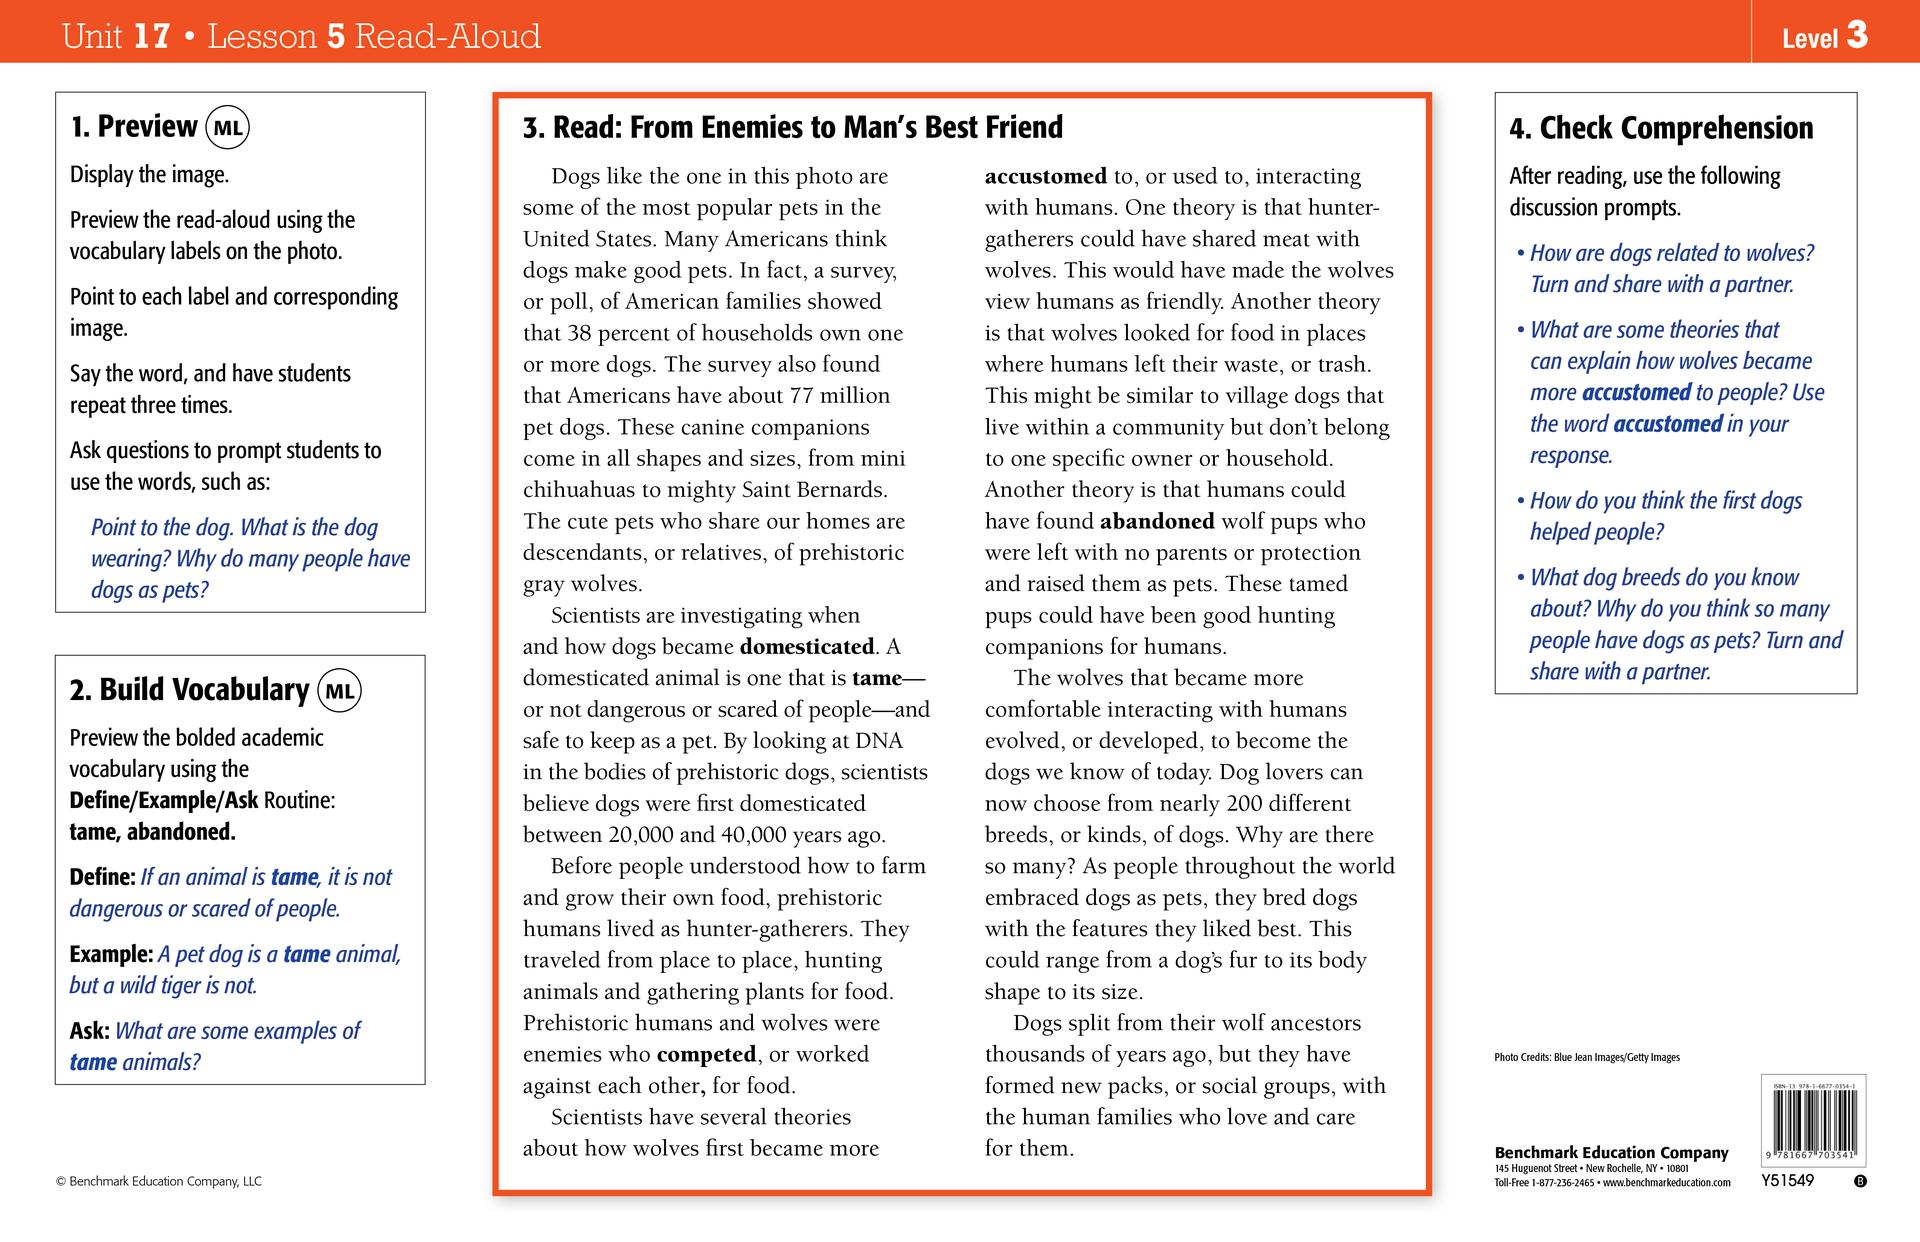 Unit 17 • Lesson 5 Read-Aloud
Level 3
1. Preview ML
Display the image.
Preview the read-aloud using the
vocabulary labels on the photo.
Point to each label and corresponding
image.
Say the word, and have students
repeat three times.
Ask questions to prompt students to
use the words, such as:
Point to the dog. What is the dog
wearing? Why do many people have
dogs as pets?
2. Build Vocabulary ML
Preview the bolded academic
vocabulary using the
Define/Example/Ask Routine:
tame, abandoned.
Define: If an animal is tame, it is not
dangerous or scared of people.
Example: A pet dog is a tame animal,
but a wild tiger is not.
Ask: What are some examples of
tame animals?
© Benchmark Education Company, LLC
3. Read: From Enemies to Man's Best Friend
Dogs like the one in this photo are
some of the most popular pets in the
United States. Many Americans think
dogs make good pets. In fact, a survey,
or poll, of American families showed
that 38 percent of households own one
or more dogs. The survey also found
that Americans have about 77 million
pet dogs. These canine companions
come in all shapes and sizes, from mini
chihuahuas to mighty Saint Bernards.
The cute pets who share our homes are
descendants, or relatives, of prehistoric
gray wolves.
Scientists are investigating when
and how dogs became domesticated. A
domesticated animal is one that is tame—
or not dangerous or scared of people—and
safe to keep as a pet. By looking at DNA
in the bodies of prehistoric dogs, scientists
believe dogs were first domesticated
between 20,000 and 40,000 years ago.
Before people understood how to farm
and grow their own food, prehistoric
humans lived as hunter-gatherers. They
traveled from place to place, hunting
animals and gathering plants for food.
Prehistoric humans and wolves were
enemies who competed, or worked
against each other, for food.
Scientists have several theories
about how wolves first became more
accustomed to, or used to, interacting
with humans. One theory is that hunter-
gatherers could have shared meat with
wolves. This would have made the wolves
view humans as friendly. Another theory
is that wolves looked for food in places
where humans left their waste, or trash.
This might be similar to village dogs that
live within a community but don't belong
to one specific owner or household.
Another theory is that humans could
have found abandoned wolf pups who
were left with no parents or protection
and raised them as pets. These tamed
pups could have been good hunting
companions for humans.
The wolves that became more
comfortable interacting with humans
evolved, or developed, to become the
dogs we know of today. Dog lovers can
now choose from nearly 200 different
breeds, or kinds, of dogs. Why are there
so many? As people throughout the world
embraced dogs as pets, they bred dogs
with the features they liked best. This
could range from a dog's fur to its body
shape to its size.
Dogs split from their wolf ancestors
thousands of years ago, but they have
formed new packs, or social groups, with
the human families who love and care
for them.
4. Check Comprehension
After reading, use the following
discussion prompts.
• How are dogs related to wolves?
Turn and share with a partner.
• What are some theories that
can explain how wolves became
more accustomed to people? Use
the word accustomed in your
response.
• How do you think the first dogs
helped people?
• What dog breeds do you know
about? Why do you think so many
people have dogs as pets? Turn and
share with a partner.
Photo Credits: Blue Jean Images/Getty Images
Benchmark Education Company
145 Huguenot Street • New Rochelle, NY • 10801
Toll-Free 1-877-236-2465 • www.benchmarkeducation.com
ISBN-13 978-1-6677-0354-1
9 781667 703541
Y51549
B